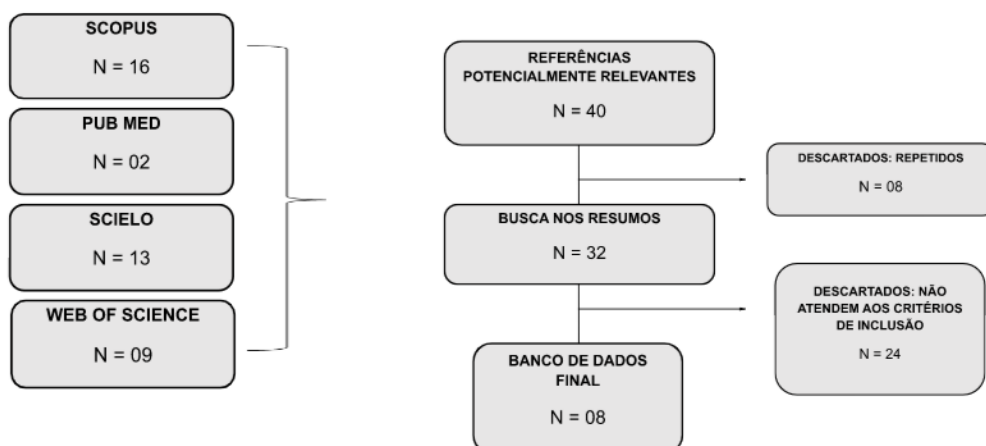 SCOPUS
N = 16
PUB MED
N = 02
SCIELO
N = 13
WEB OF SCIENCE
N = 09
REFERÊNCIAS
POTENCIALMENTE RELEVANTES
N = 40
DESCARTADOS: REPETIDOS
N = 08
BUSCA NOS RESUMOS
N = 32
DESCARTADOS: NÃO
ATENDEM AOS CRITÉRIOS
DE INCLUSÃO
N = 24
BANCO DE DADOS
FINAL
N = 08